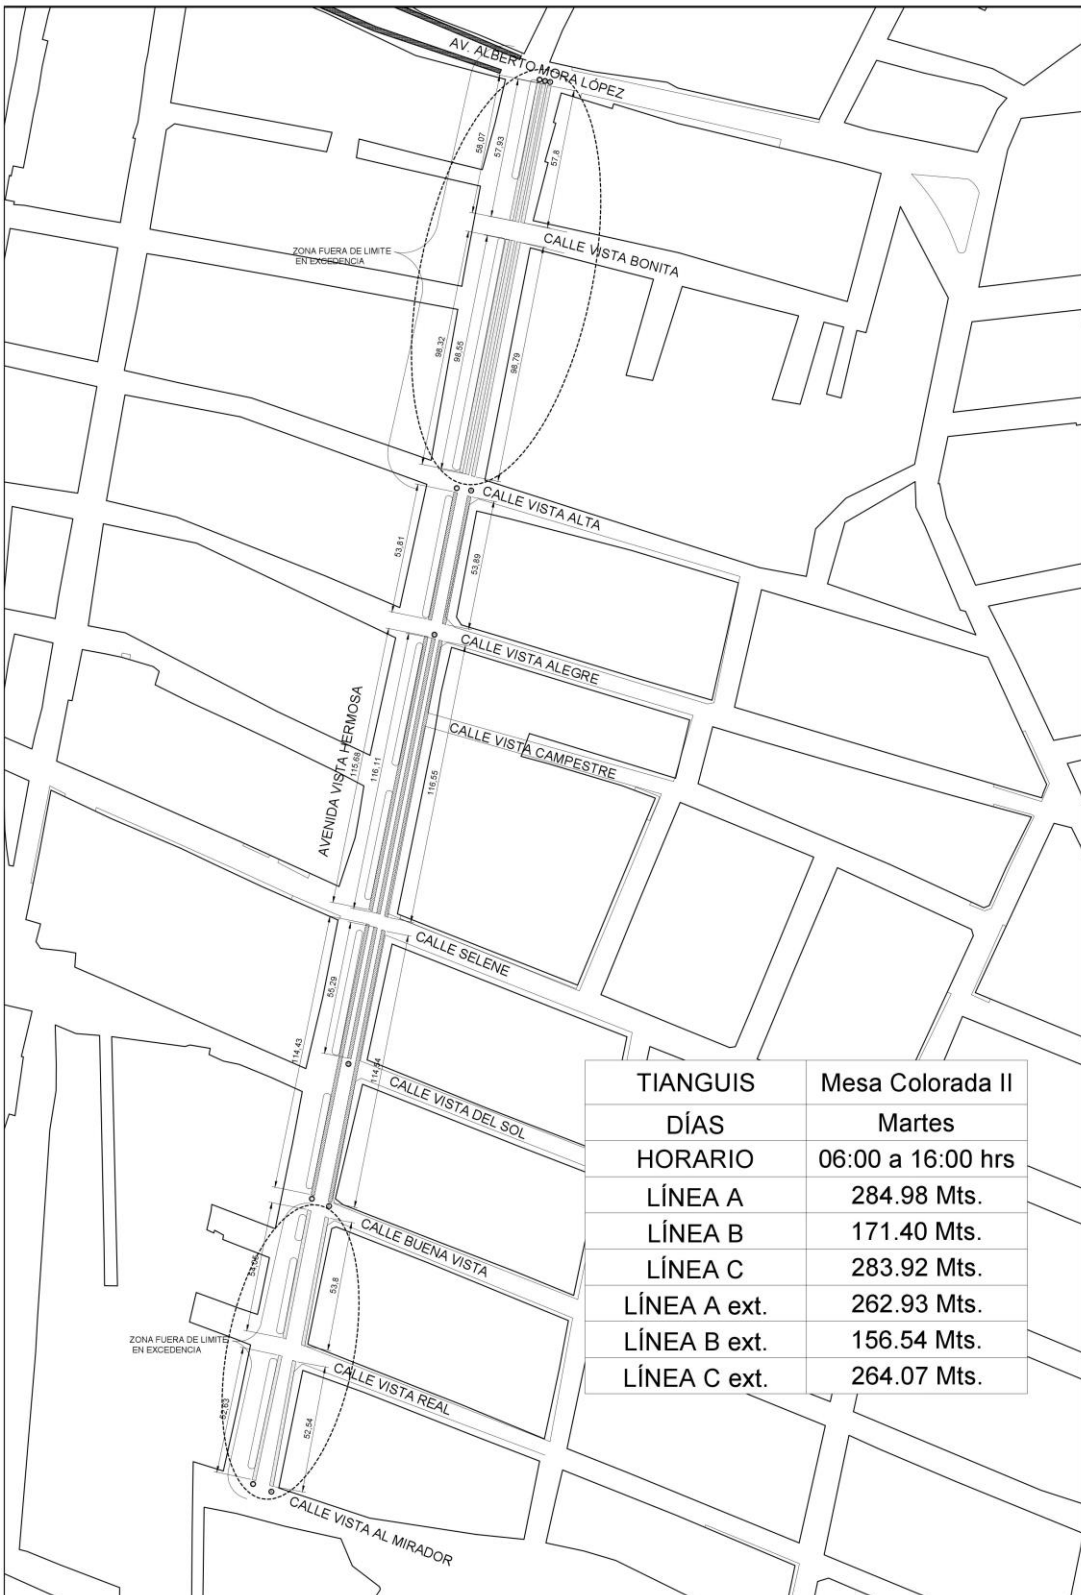 AV. ALBERTO MORA LÓPEZ
58,07
57,93
57,8
ZONA FUERA DE LIMITE
EN EXCEDENCIA
CALLE VISTA BONITA
98,32
98,55
98,79
CALLE VISTA ALTA
53,81
53,89
CALLE VISTA ALEGRE
AVENIDA VISTA HERMOSA
115,68
116,11
116,55
CALLE VISTA CAMPESTRE
CALLE SELENE
55,29
114,43
CALLE VISTA DEL SOL
TIANGUIS Mesa Colorada II
DÍAS Martes
HORARIO 06:00 a 16:00 hrs
LÍNEA A 284.98 Mts.
LÍNEA B 171.40 Mts.
LÍNEA C 283.92 Mts.
LÍNEA A ext. 262.93 Mts.
LÍNEA B ext. 156.54 Mts.
LÍNEA C ext. 264.07 Mts.
CALLE BUENA VISTA
53,8
ZONA FUERA DE LIMITE
EN EXCEDENCIA
CALLE VISTA REAL
52,63
52,54
CALLE VISTA AL MIRADOR